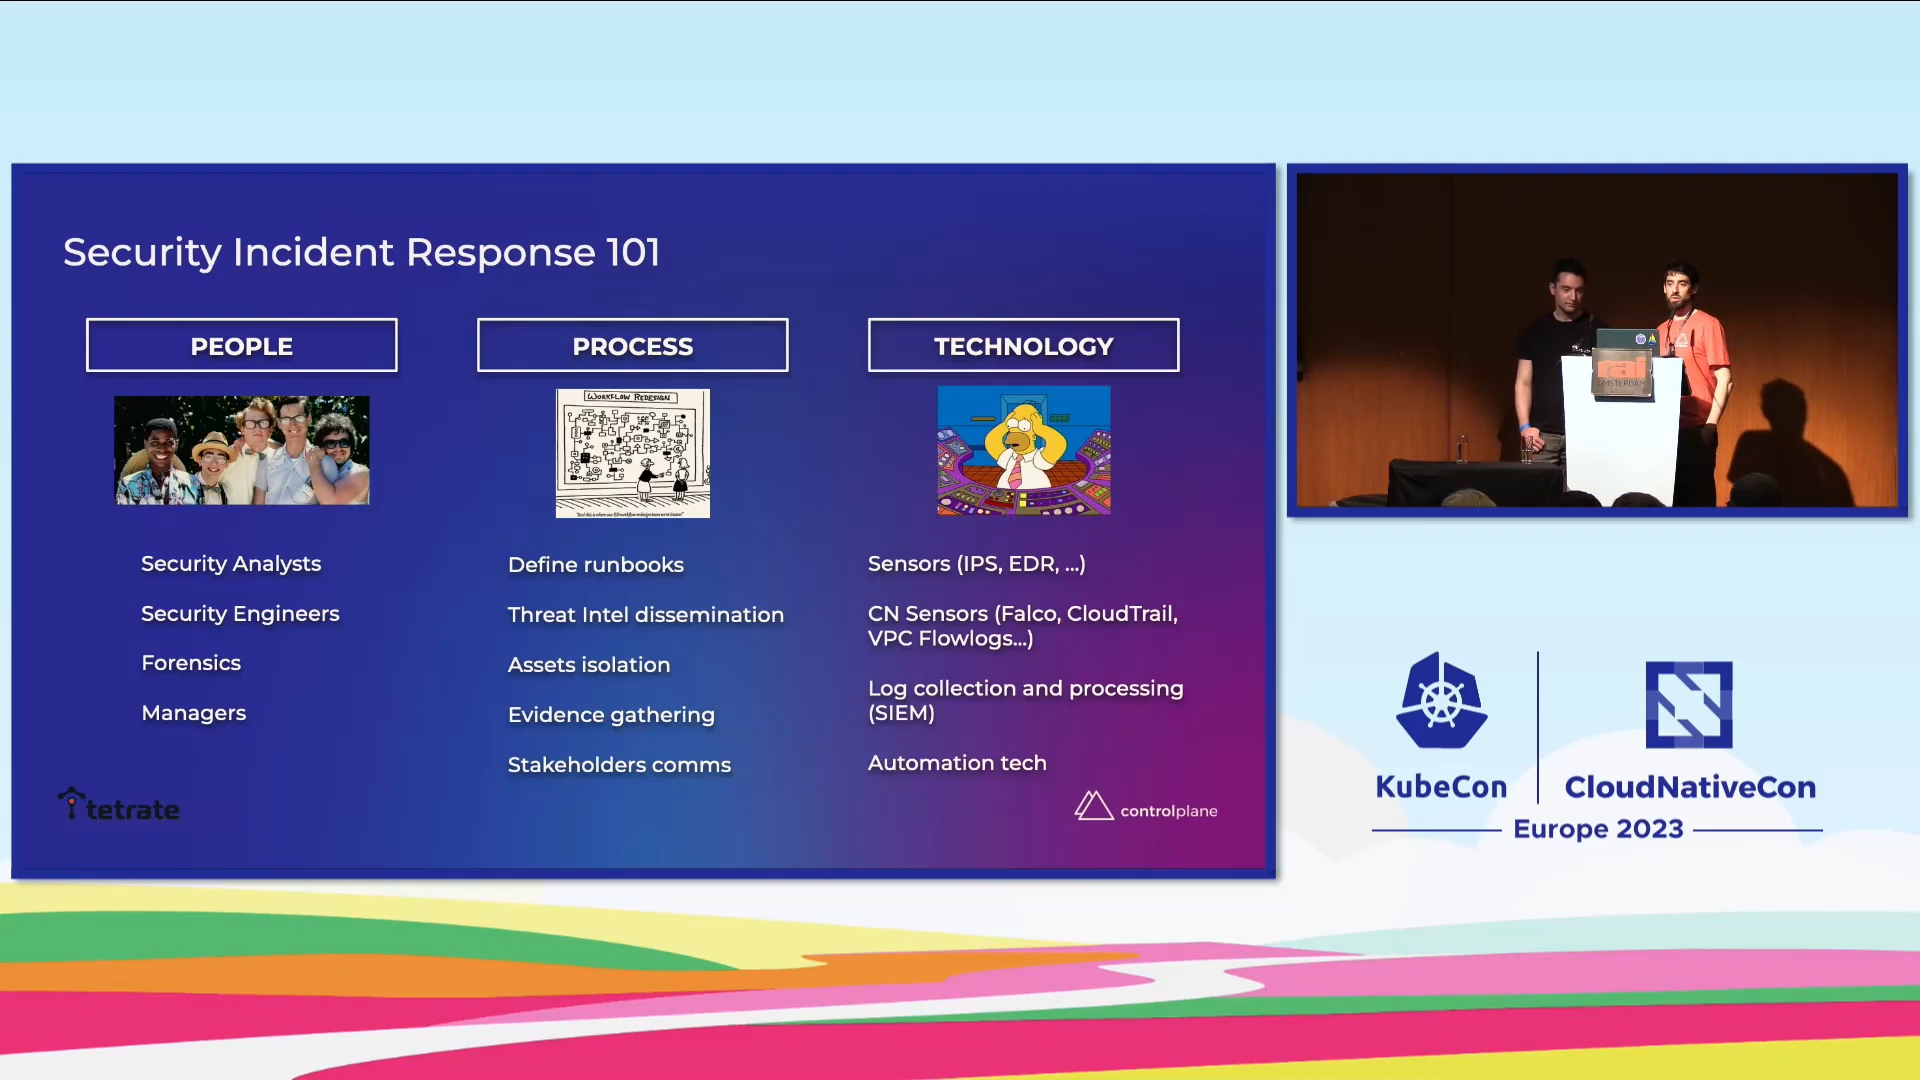 Security Incident Response 101
PEOPLE
PROCESS
TECHNOLOGY
WORKFLOW REDESIGN
Security Analysts
Security Engineers
Forensics
Managers
Define runbooks
Threat Intel dissemination
Assets isolation
Evidence gathering
Stakeholders comms
Sensors (IPS, EDR, ...)
CN Sensors (Falco, CloudTrail,
VPC Flowlogs...)
Log collection and processing
(SIEM)
Automation tech
tetrate
controlplane
AMSTERDAM
KubeCon
CloudNativeCon
Europe 2023